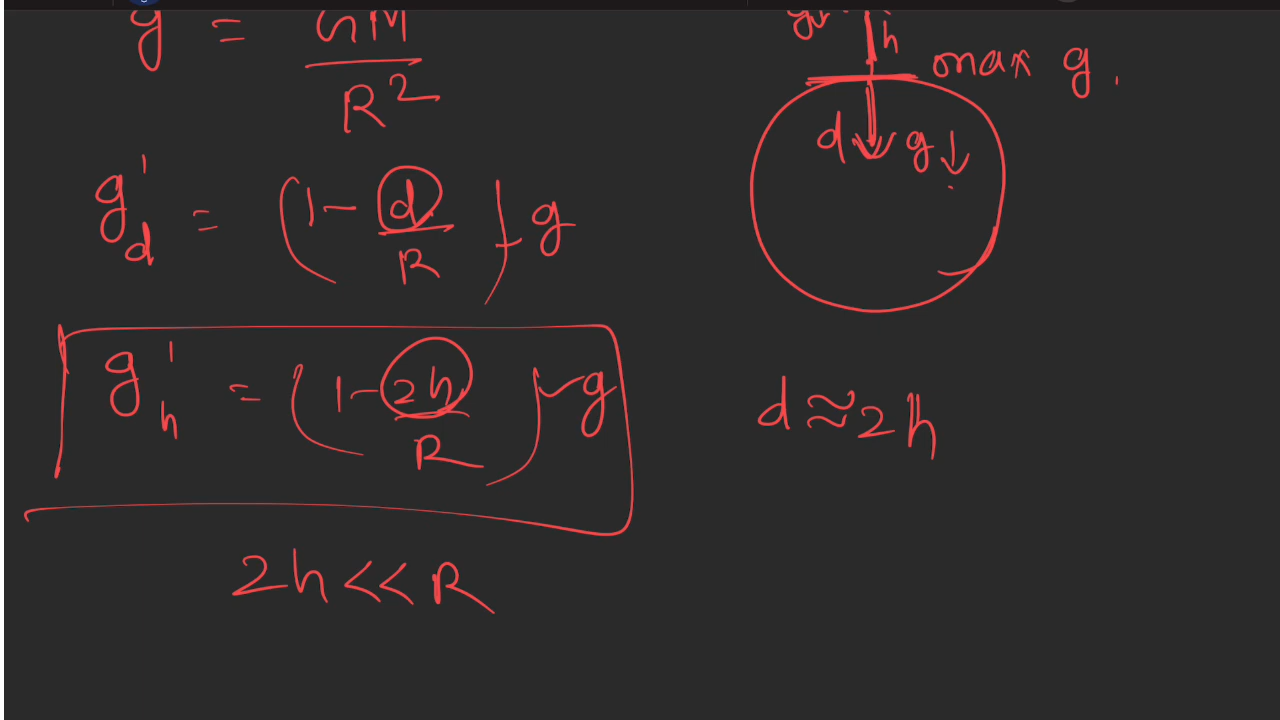 g = GM / R²
g'd = (1 - d/R) g
g'h = (1 - 2h/R) g
2h << R
h
max g.
d ↓ g ↓
d ≈ 2h